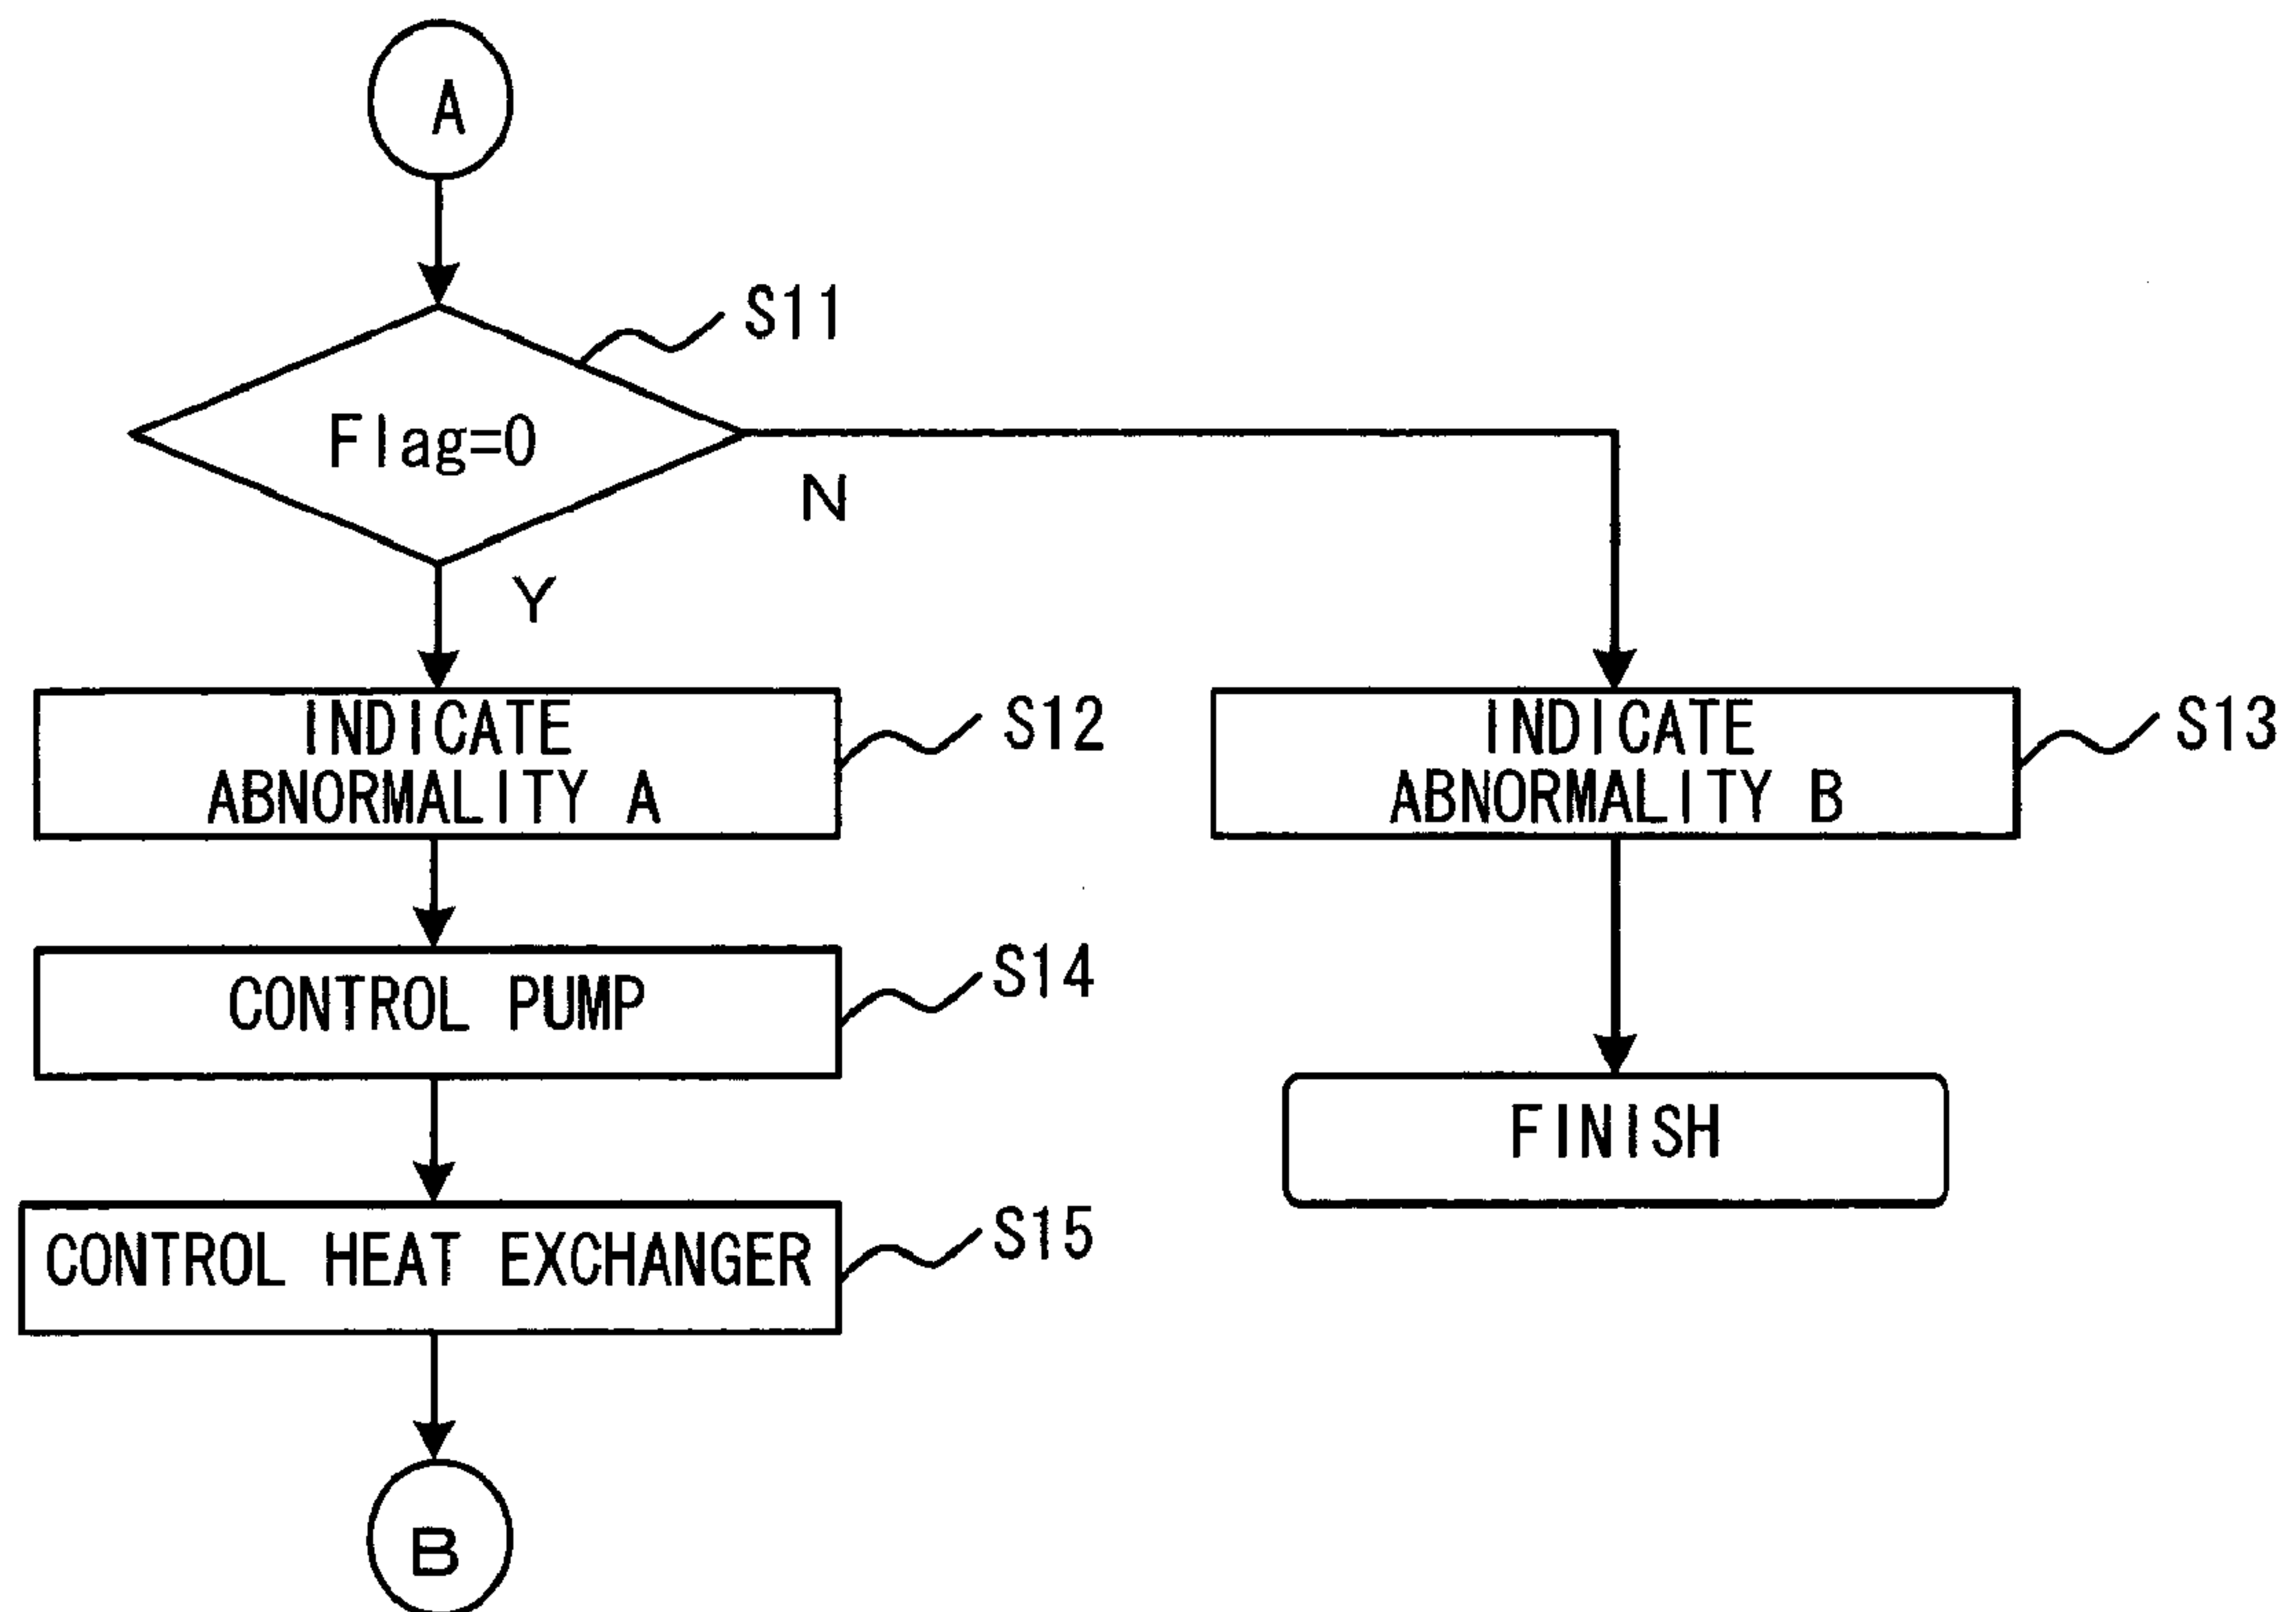 A
S11
Flag=0
N
Y
INDICATE
ABNORMALITY A
S12
INDICATE
ABNORMALITY B
S13
CONTROL PUMP
S14
FINISH
CONTROL HEAT EXCHANGER
S15
B